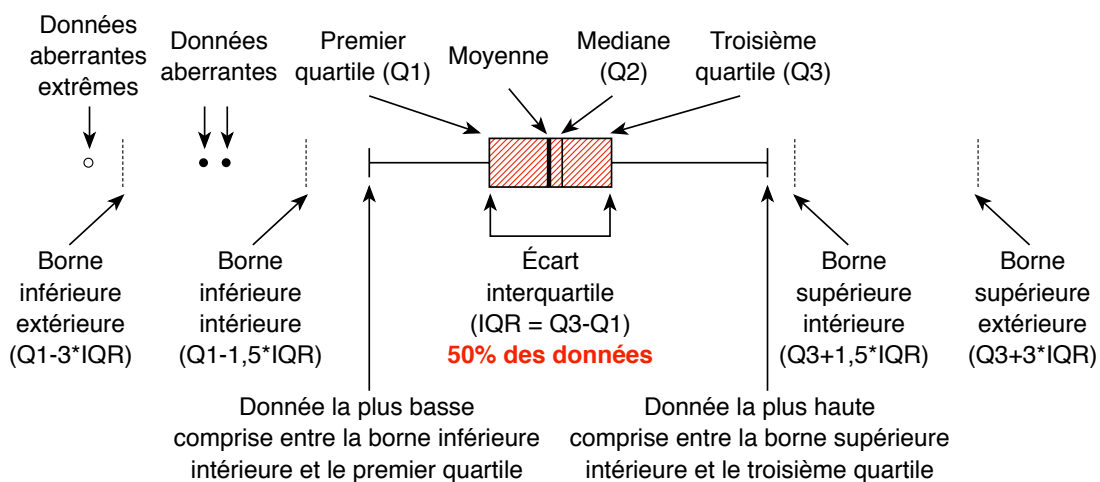 Données
aberrantes
extrêmes
Données
aberrantes
Premier
quartile (Q1)
Moyenne
Mediane
(Q2)
Troisième
quartile (Q3)
Borne
inférieure
extérieure
(Q1-3*IQR)
Borne
inférieure
intérieure
(Q1-1,5*IQR)
Écart
interquartile
(IQR = Q3-Q1)
50% des données
Borne
supérieure
intérieure
(Q3+1,5*IQR)
Borne
supérieure
extérieure
(Q3+3*IQR)
Donnée la plus basse
comprise entre la borne inférieure
intérieure et le premier quartile
Donnée la plus haute
comprise entre la borne supérieure
intérieure et le troisième quartile